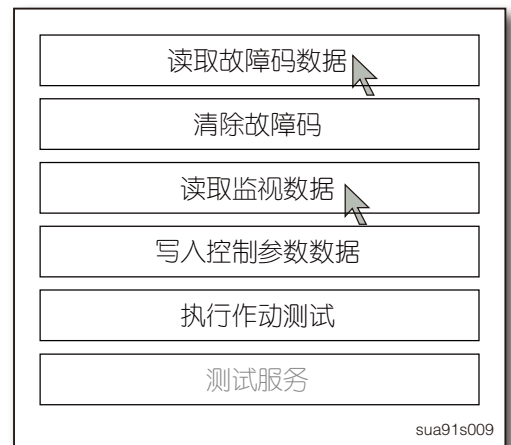 读取故障码数据
清除故障码
读取监视数据
写入控制参数数据
执行作动测试
测试服务
sua91s009